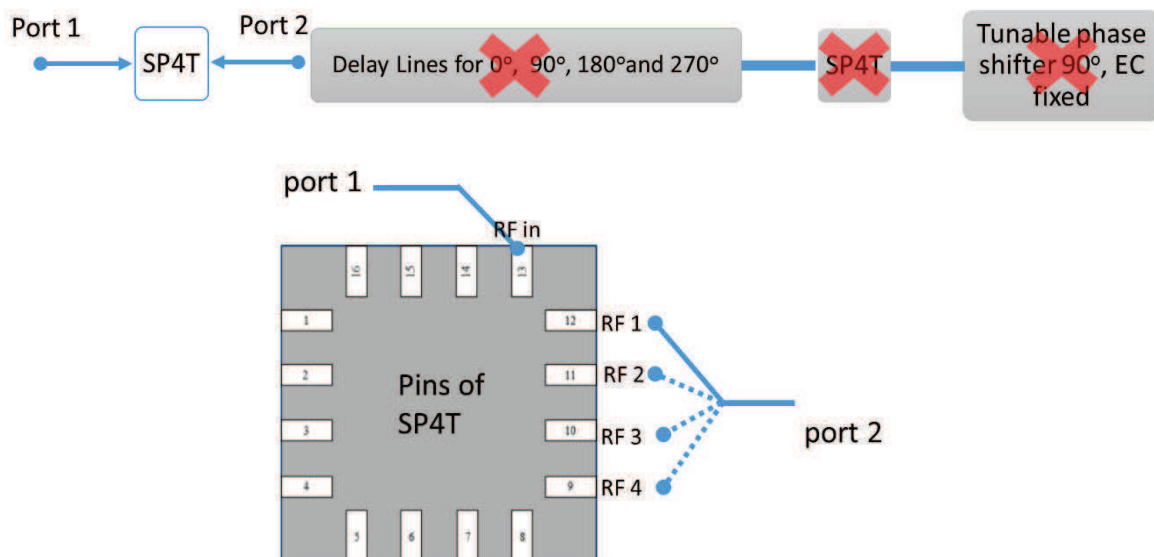 Port 1
SP4T
Port 2
Delay Lines for 0°, 90°, 180°and 270°
SP4T
Tunable phase
shifter 90°, EC
fixed
port 1
RF in
16
15
14
13
1
12
RF 1
2
11
RF 2
Pins of
SP4T
3
10
RF 3
port 2
4
9
RF 4
5
6
7
8